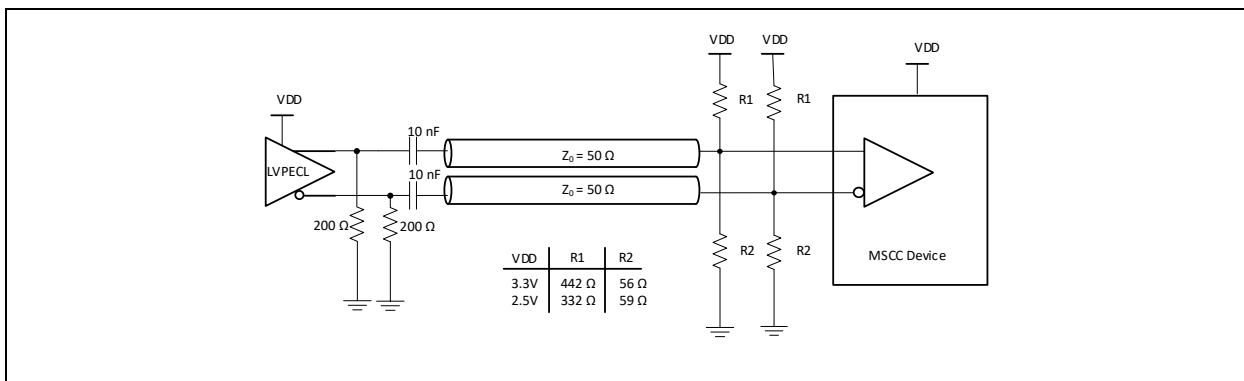 VDD
VDD
VDD
VDD
R1
R1
10 nF
LVPECL
Z₀ = 50 Ω
10 nF
Z₀ = 50 Ω
200 Ω
200 Ω
R2
R2
MSCC Device
VDD R1 R2
3.3V 442 Ω 56 Ω
2.5V 332 Ω 59 Ω